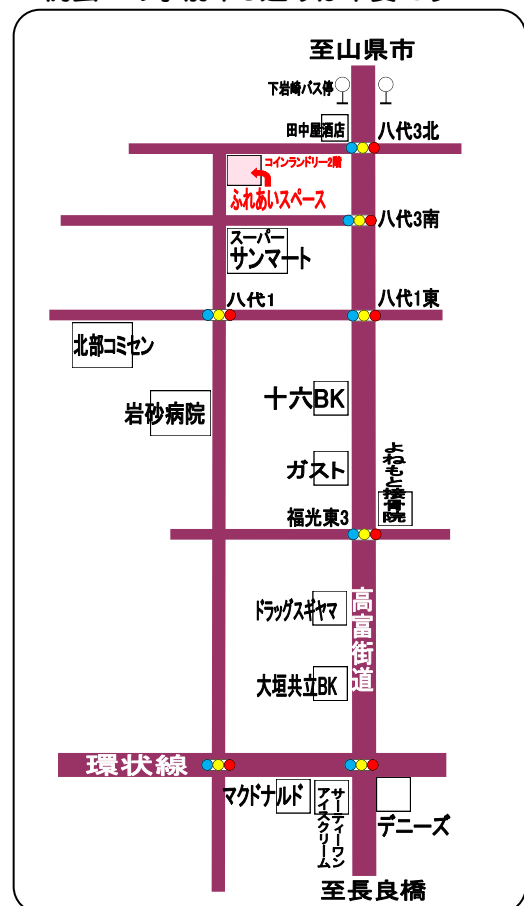 至山県市
下岩崎バス停
田中屋酒店
八代3北
コインランドリー2階
ふれあいスペース
八代3南
スーパー
サンマート
八代1
八代1東
北部コミセン
十六BK
岩砂病院
ガスト
よねもと接骨院
福光東3
ドラッグスギヤマ
高富街道
大垣共立BK
環状線
マクドナルド
サーティーワン
アイスクリーム
デニーズ
至長良橋